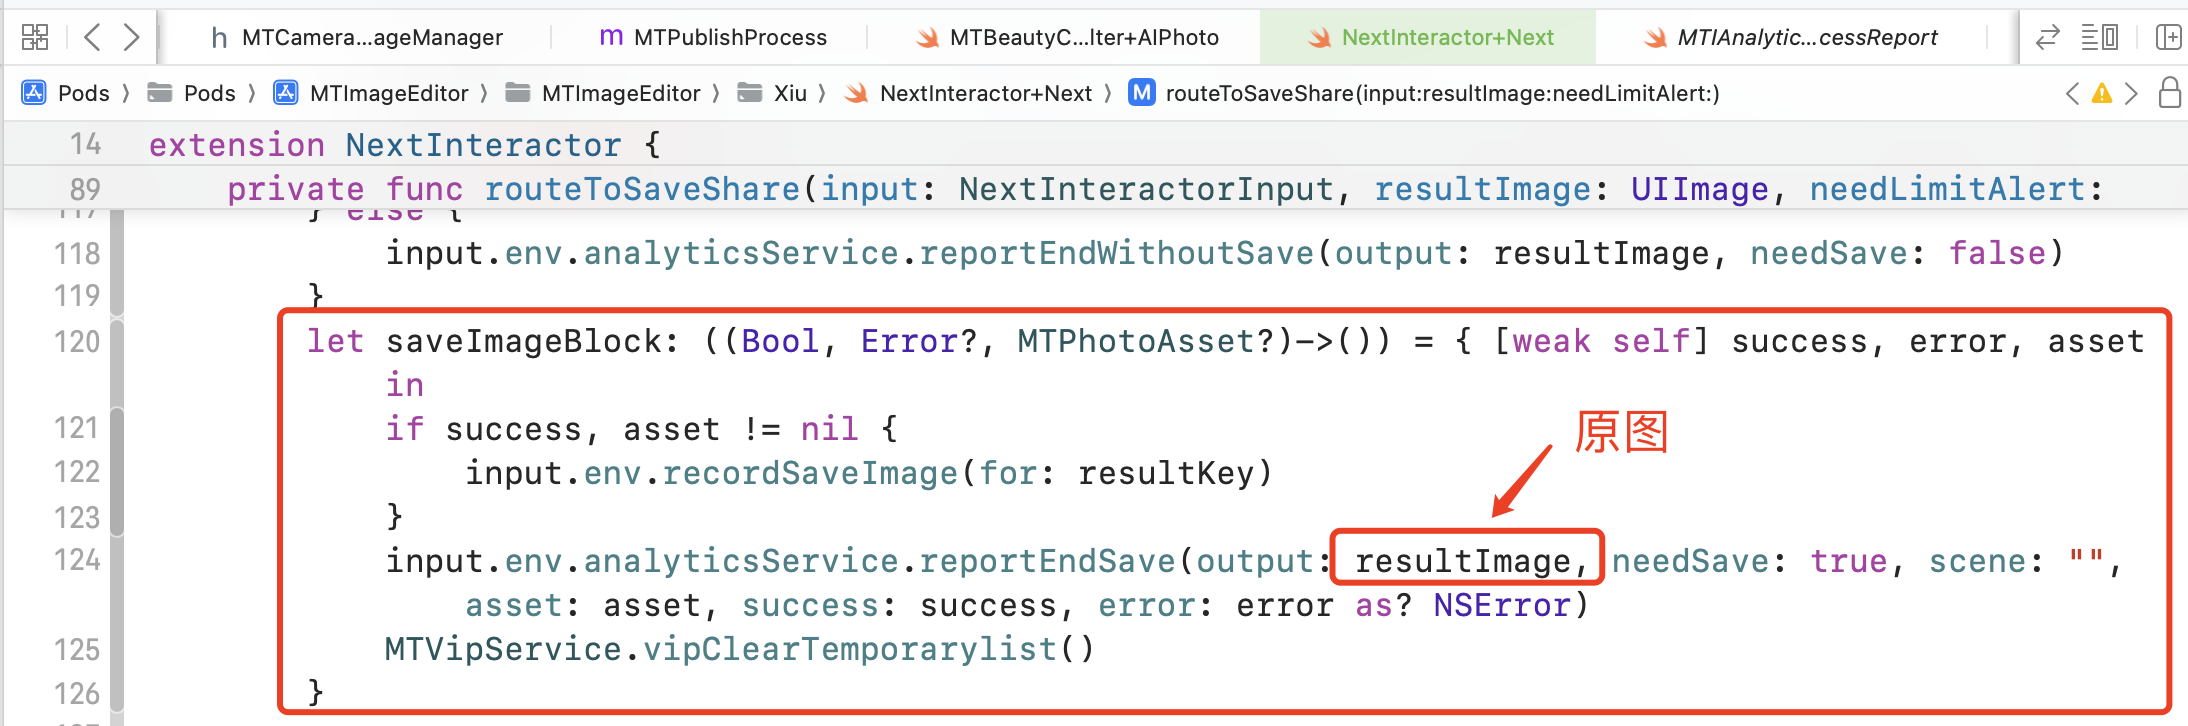 h MTCamera...ageManager m MTPublishProcess MTBeautyC...lter+AIPhoto NextInteractor+Next MTIAnalytic...cessReport
Pods 〉 Pods 〉 MTImageEditor 〉 MTImageEditor 〉 Xiu 〉 NextInteractor+Next 〉 M routeToSaveShare(input:resultImage:needLimitAlert:)
14 extension NextInteractor {
89 private func routeToSaveShare(input: NextInteractorInput, resultImage: UIImage, needLimitAlert:
117 } else {
118 input.env.analyticsService.reportEndWithoutSave(output: resultImage, needSave: false)
119 }
120 let saveImageBlock: ((Bool, Error?, MTPhotoAsset?)->()) = { [weak self] success, error, asset
in
121 if success, asset != nil {
原图
122 input.env.recordSaveImage(for: resultKey)
123 }
124 input.env.analyticsService.reportEndSave(output: resultImage, needSave: true, scene: "",
asset: asset, success: success, error: error as? NSError)
125 MTVipService.vipClearTemporarylist()
126 }